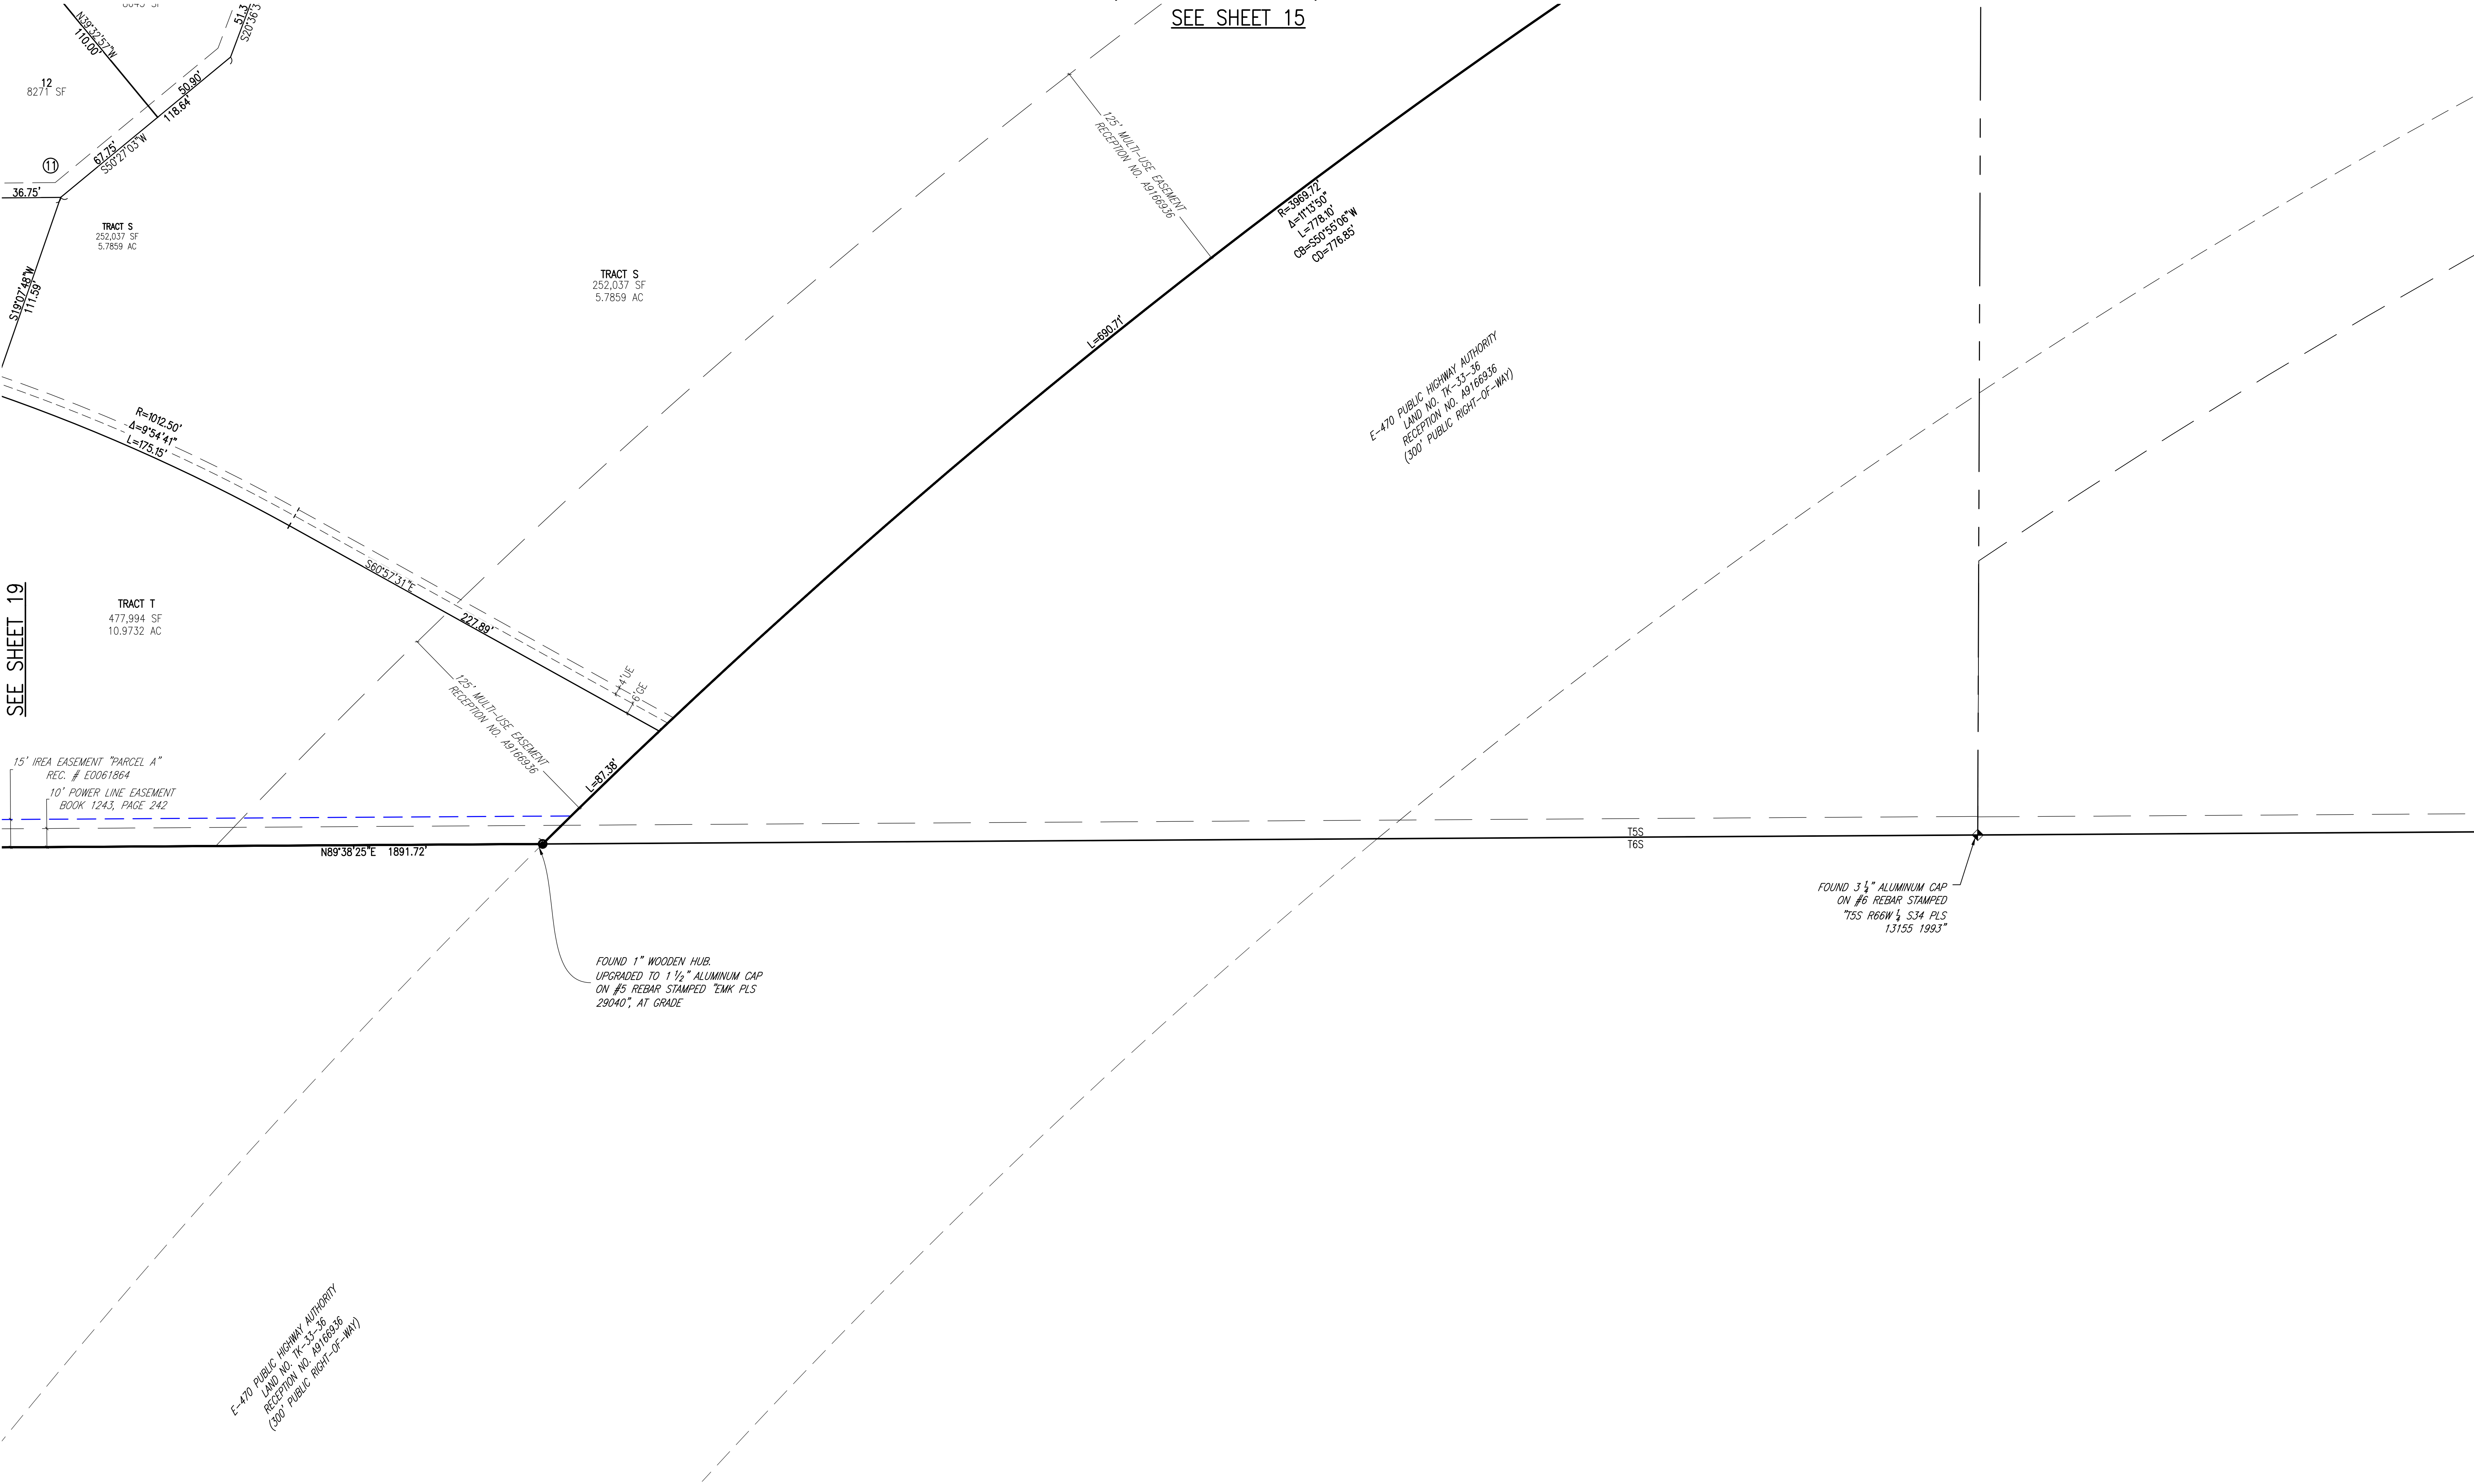 SEE SHEET 15
N39°32'57"W
110.00'
S20°36'3
50.90'
118.64'
12
8271 SF
67.75'
S50°27'03"W
11
36.75'
TRACT S
252,037 SF
5.7859 AC
S19°07'48"W
111.59'
TRACT S
252,037 SF
5.7859 AC
125' MULTI-USE EASEMENT
RECEPTION NO. A9166936
R=3969.72'
Δ=11°13'50"
L=778.10'
CB=S50°55'06"W
CD=776.85'
L=690.71'
E-470 PUBLIC HIGHWAY AUTHORITY
LAND NO. TK-33-36
RECEPTION NO. A9166936
(300' PUBLIC RIGHT-OF-WAY)
R=1012.50'
Δ=9°54'41"
L=175.15'
S60°57'31"E
227.89'
SEE SHEET 19
TRACT T
477,994 SF
10.9732 AC
14' UE
6' GE
125' MULTI-USE EASEMENT
RECEPTION NO. A9166936
L=87.38'
15' IREA EASEMENT "PARCEL A"
REC. # E0061864
10' POWER LINE EASEMENT
BOOK 1243, PAGE 242
N89°38'25"E 1891.72'
T5S
T6S
FOUND 3 1/4" ALUMINUM CAP
ON #6 REBAR STAMPED
"T5S R66W 1/4 S34 PLS
13155 1993"
FOUND 1" WOODEN HUB.
UPGRADED TO 1 1/2" ALUMINUM CAP
ON #5 REBAR STAMPED "EMK PLS
29040", AT GRADE
E-470 PUBLIC HIGHWAY AUTHORITY
LAND NO. TK-33-36
RECEPTION NO. A9166936
(300' PUBLIC RIGHT-OF-WAY)